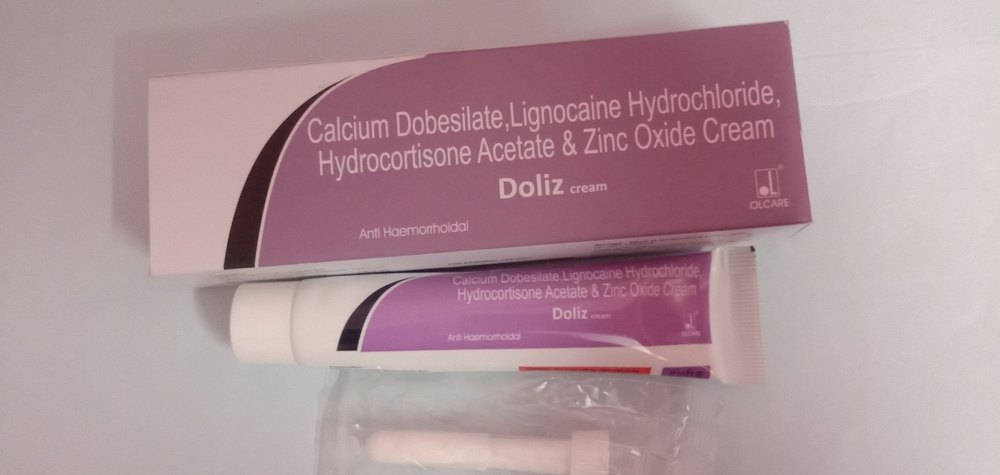 Calcium Dobesilate, Lignocaine Hydrochloride,
Hydrocortisone Acetate & Zinc Oxide Cream
Doliz cream
Anti Haemorrhoidal
OLCARE
Calcium Dobesilate, Lignocaine Hydrochloride,
Hydrocortisone Acetate & Zinc Oxide Cream
Doliz cream
Anti Haemorrhoidal
OLCARE